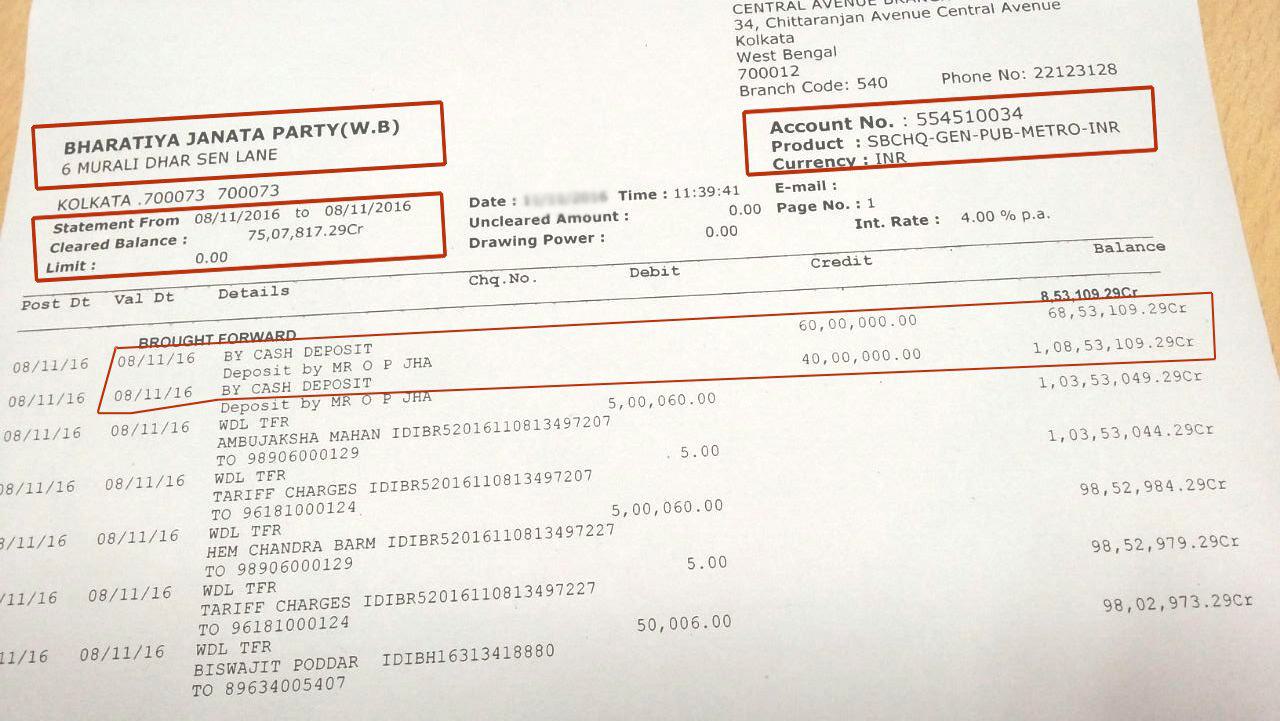 CENTRAL AVENUE
34, Chittaranjan Avenue Central Avenue
Kolkata
West Bengal
700012
Branch Code: 540 Phone No: 22123128
BHARATIYA JANATA PARTY(W.B)
6 MURALI DHAR SEN LANE
KOLKATA .700073 700073
Account No. : 554510034
Product : SBCHQ-GEN-PUB-METRO-INR
Currency : INR
Statement From 08/11/2016 to 08/11/2016
Cleared Balance : 75,07,817.29Cr
Limit : 0.00
Date : Time : 11:39:41
Uncleared Amount : 0.00
Drawing Power : 0.00
E-mail :
Page No. : 1
Int. Rate : 4.00 % p.a.
Post Dt Val Dt Details Chq.No. Debit Credit Balance
BROUGHT FORWARD 8,53,109.29Cr
08/11/16 08/11/16 BY CASH DEPOSIT 60,00,000.00 68,53,109.29Cr
Deposit by MR O P JHA
08/11/16 08/11/16 BY CASH DEPOSIT 40,00,000.00 1,08,53,109.29Cr
Deposit by MR O P JHA
08/11/16 08/11/16 WDL TFR 5,00,060.00 1,03,53,049.29Cr
AMBUJAKSHA MAHAN IDIBR52016110813497207
TO 98906000129
08/11/16 08/11/16 WDL TFR 5.00 1,03,53,044.29Cr
TARIFF CHARGES IDIBR52016110813497207
TO 96181000124
8/11/16 08/11/16 WDL TFR 5,00,060.00 98,52,984.29Cr
HEM CHANDRA BARM IDIBR52016110813497227
TO 98906000129
/11/16 08/11/16 WDL TFR 5.00 98,52,979.29Cr
TARIFF CHARGES IDIBR52016110813497227
TO 96181000124
11/16 08/11/16 WDL TFR 50,006.00 98,02,973.29Cr
BISWAJIT PODDAR IDIBH16313418880
TO 89634005407